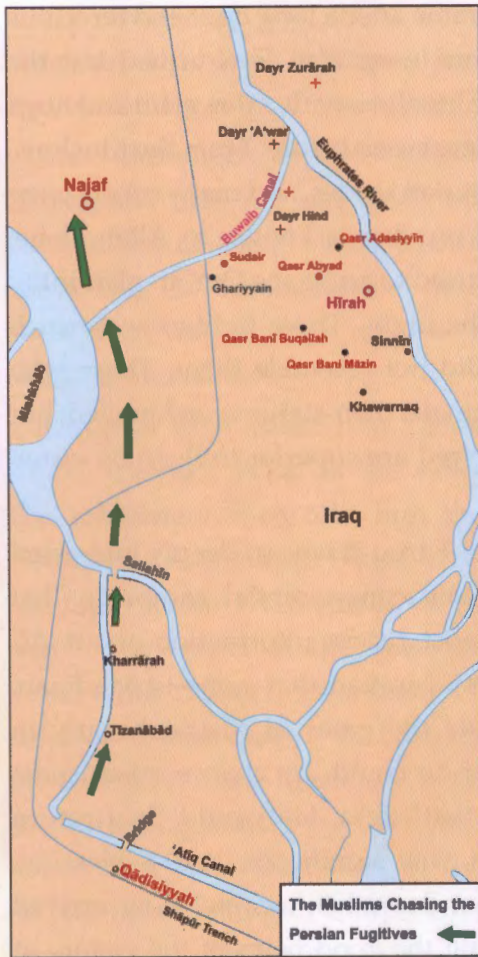 Dayr Zurārah
Dayr ‘A‘war
Euphrates River
Najaf
Buwaib Canal
Dayr Hind
Qasr Adasiyyīn
Sudair
Qasr Abyad
Ghariyyain
Hīrah
Mishkhāb
Qasr Banī Buqailah
Sinnīn
Qasr Bani Māzin
Khawarnaq
Iraq
Sailahīn
Kharrārah
Tīzanābād
Bridge
‘Atīq Canal
Qādisiyyah
Shāpūr Trench
The Muslims Chasing the
Persian Fugitives